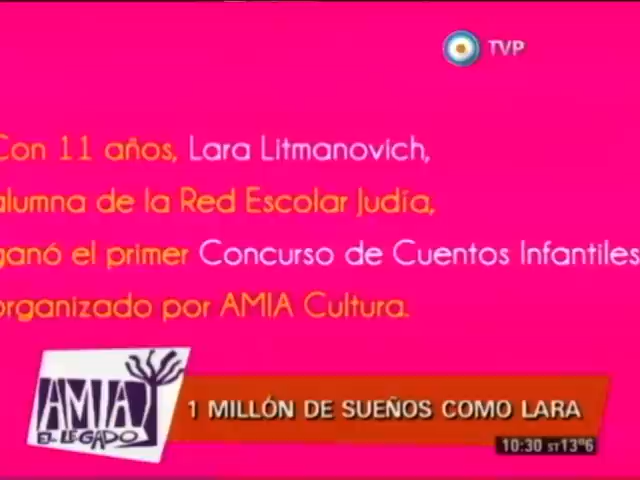 TVP
Con 11 años, Lara Litmanovich,
alumna de la Red Escolar Judía,
ganó el primer Concurso de Cuentos Infantiles
organizado por AMIA Cultura.
AMIA
EL LEGADO
1 MILLÓN DE SUEÑOS COMO LARA
10:30 ST13º6